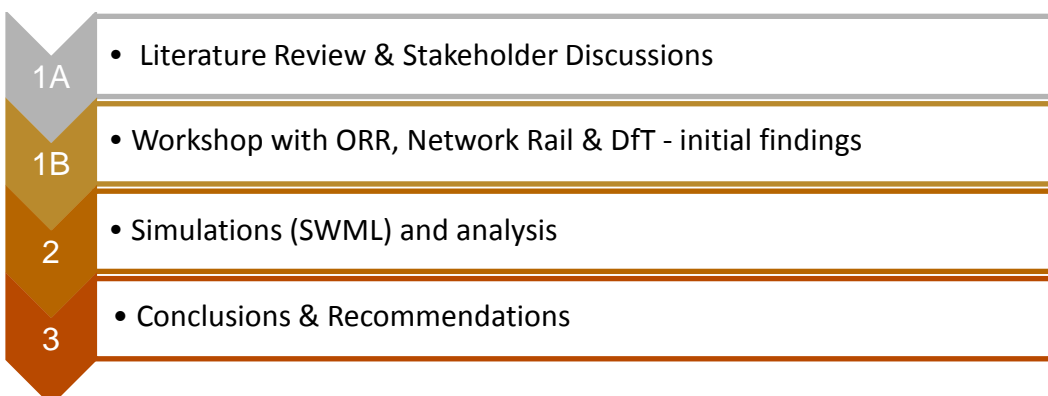 1A
• Literature Review & Stakeholder Discussions
1B
• Workshop with ORR, Network Rail & DfT - initial findings
2
• Simulations (SWML) and analysis
3
• Conclusions & Recommendations